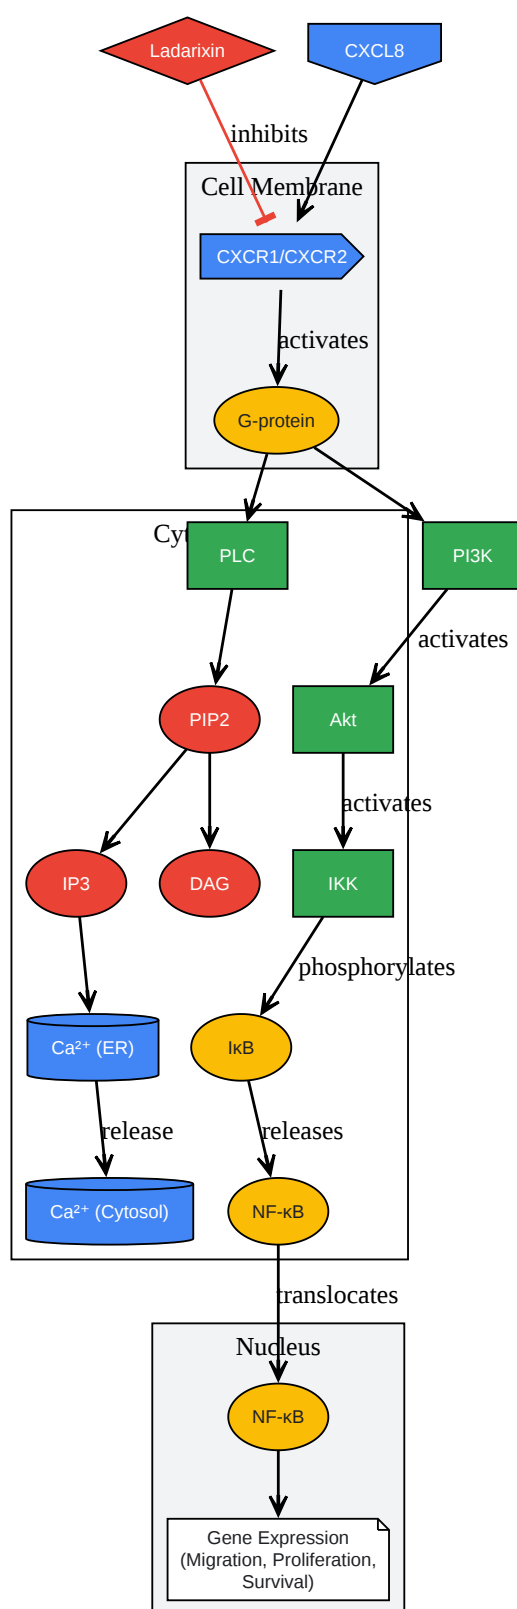 Ladarixin
CXCL8
inhibits
Cell Membrane
CXCR1/CXCR2
activates
G-protein
Cyt
PLC
PI3K
activates
PIP2
Akt
activates
IP3
DAG
IKK
phosphorylates
Ca²⁺ (ER)
IκB
release
releases
Ca²⁺ (Cytosol)
NF-κB
translocates
Nucleus
NF-κB
Gene Expression
(Migration, Proliferation,
Survival)